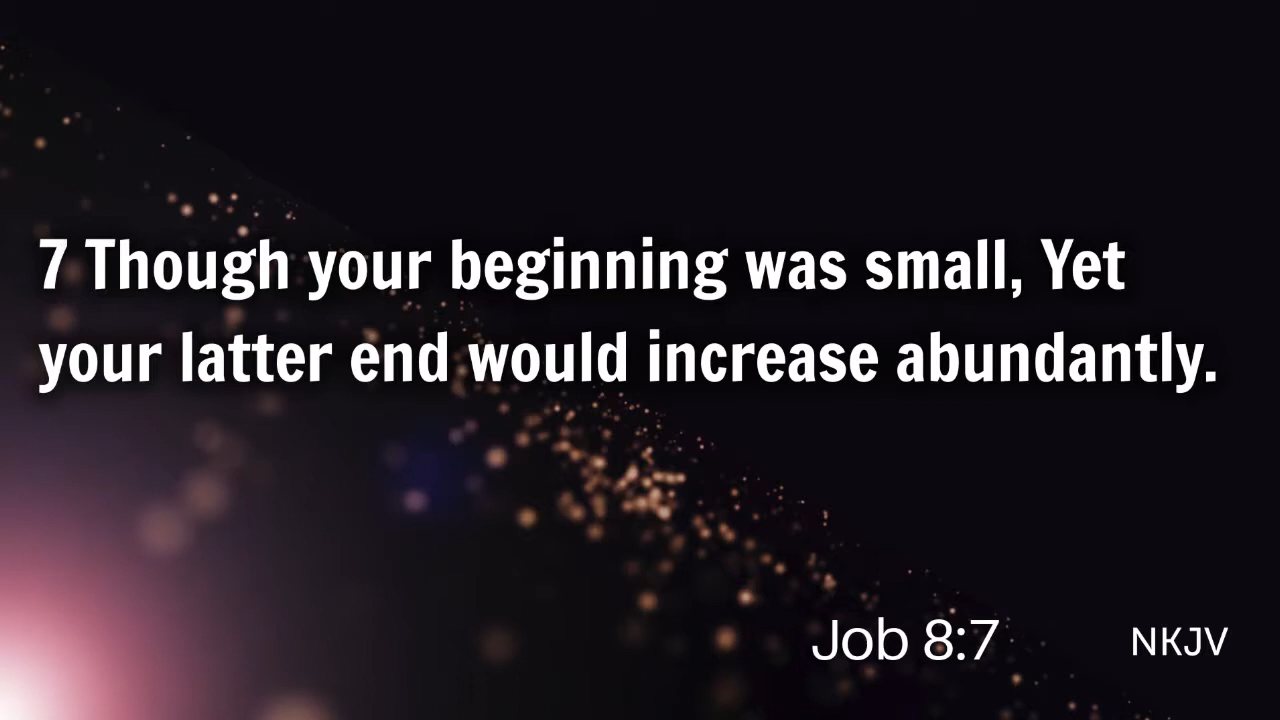 7 Though your beginning was small, Yet
your latter end would increase abundantly.
Job 8:7 NKJV